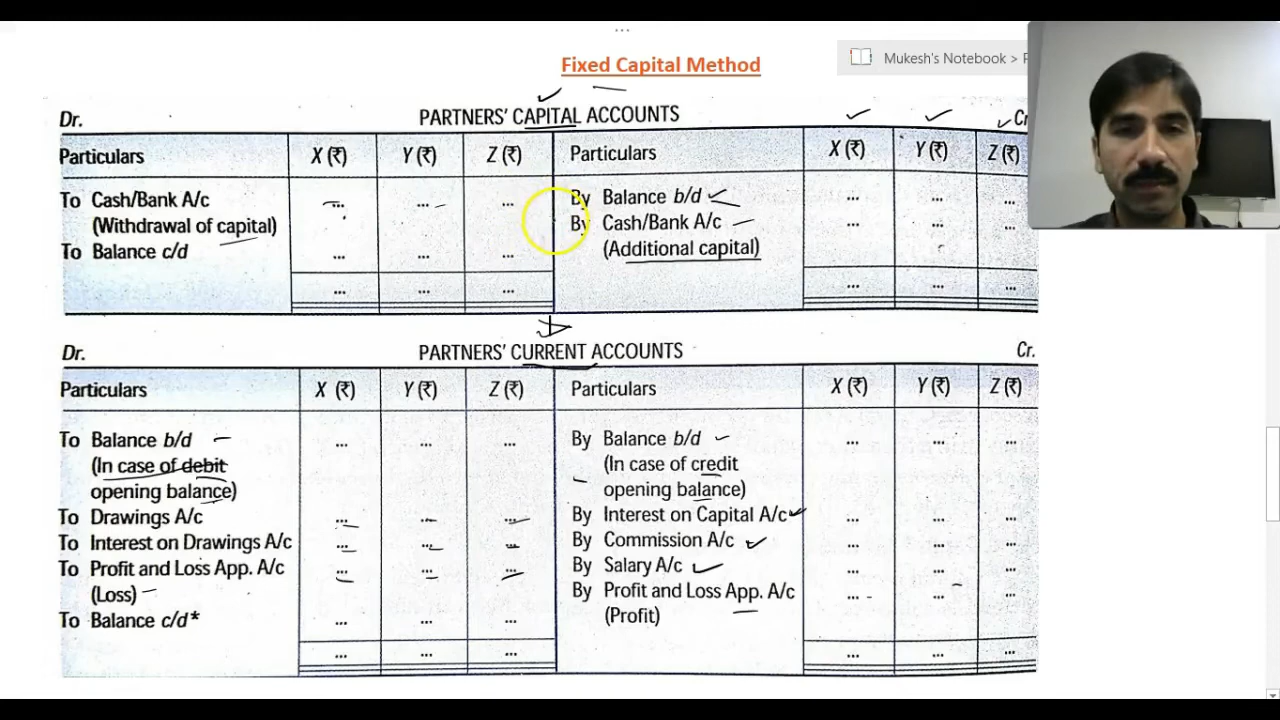 Mukesh's Notebook >
Fixed Capital Method
Dr. PARTNERS' CAPITAL ACCOUNTS Cr.
Particulars X (₹) Y (₹) Z (₹) Particulars X (₹) Y (₹) Z (₹)
To Cash/Bank A/c ... ... ... By Balance b/d ... ... ...
(Withdrawal of capital) By Cash/Bank A/c ... ... ...
To Balance c/d ... ... ... (Additional capital)
... ... ... ... ... ...
Dr. PARTNERS' CURRENT ACCOUNTS Cr.
Particulars X (₹) Y (₹) Z (₹) Particulars X (₹) Y (₹) Z (₹)
To Balance b/d ... ... ... By Balance b/d ... ... ...
(In case of debit (In case of credit
opening balance) opening balance)
To Drawings A/c ... ... ... By Interest on Capital A/c ... ... ...
To Interest on Drawings A/c ... ... ... By Commission A/c ... ... ...
To Profit and Loss App. A/c ... ... ... By Salary A/c ... ... ...
(Loss) By Profit and Loss App. A/c ... ... ...
To Balance c/d* ... ... ... (Profit)
... ... ... ... ... ...